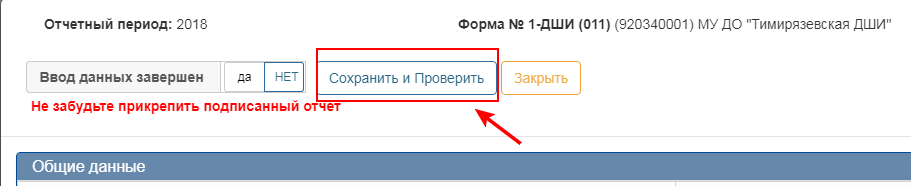 Отчетный период: 2018 Форма № 1-ДШИ (011) (920340001) МУ ДО "Тимирязевская ДШИ"
Ввод данных завершен да НЕТ Сохранить и Проверить Закрыть
Не забудьте прикрепить подписанный отчет
Общие данные